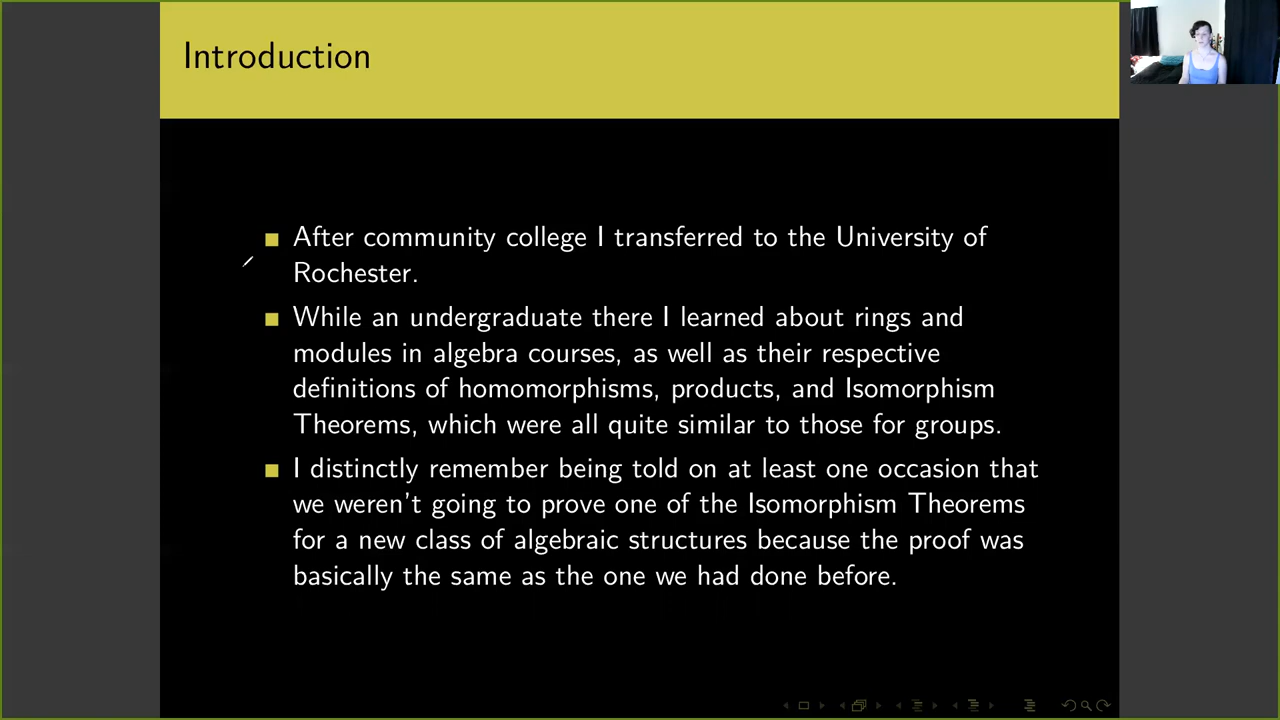 Introduction
After community college I transferred to the University of
Rochester.
While an undergraduate there I learned about rings and
modules in algebra courses, as well as their respective
definitions of homomorphisms, products, and Isomorphism
Theorems, which were all quite similar to those for groups.
I distinctly remember being told on at least one occasion that
we weren't going to prove one of the Isomorphism Theorems
for a new class of algebraic structures because the proof was
basically the same as the one we had done before.